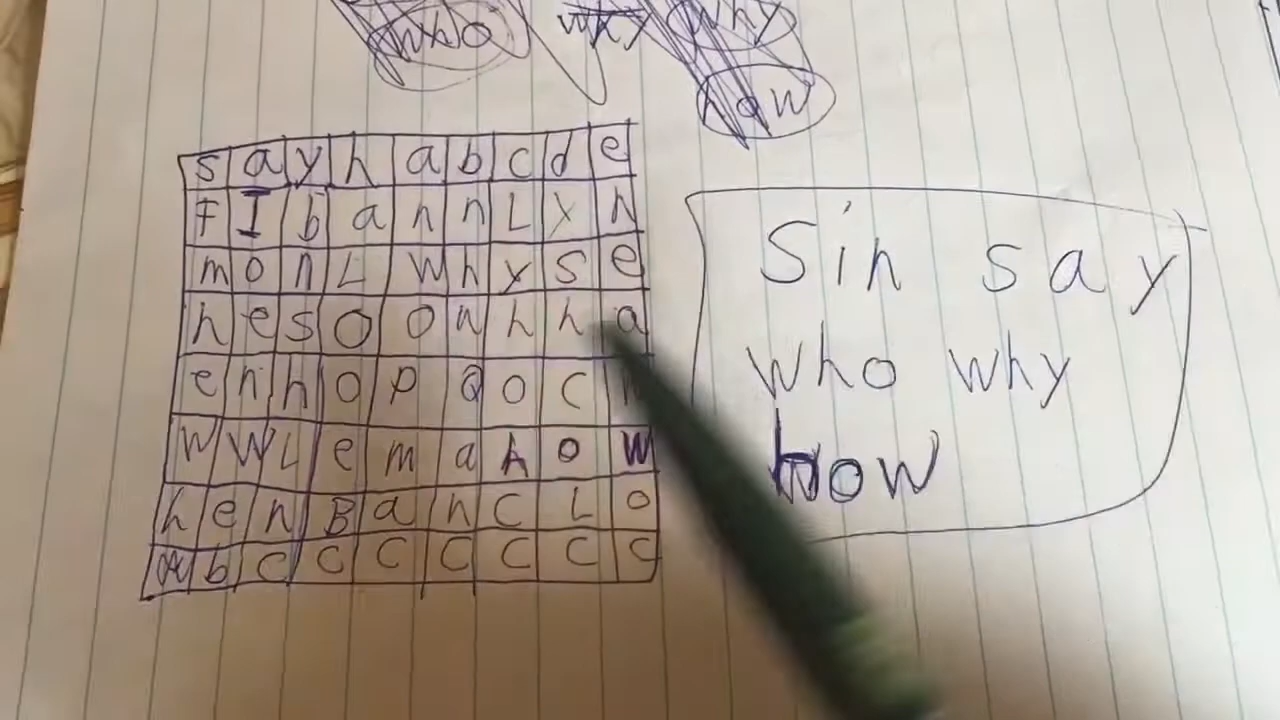 who why why
how
s a y h a b c d e
F I b a n n L y n
m o n L w h y s e
h e s o o n h h a
e n h o p Q o c
w w L e m a h o w
h e n B a n c L o
A b c c c c c c c
Sin say
who why
how